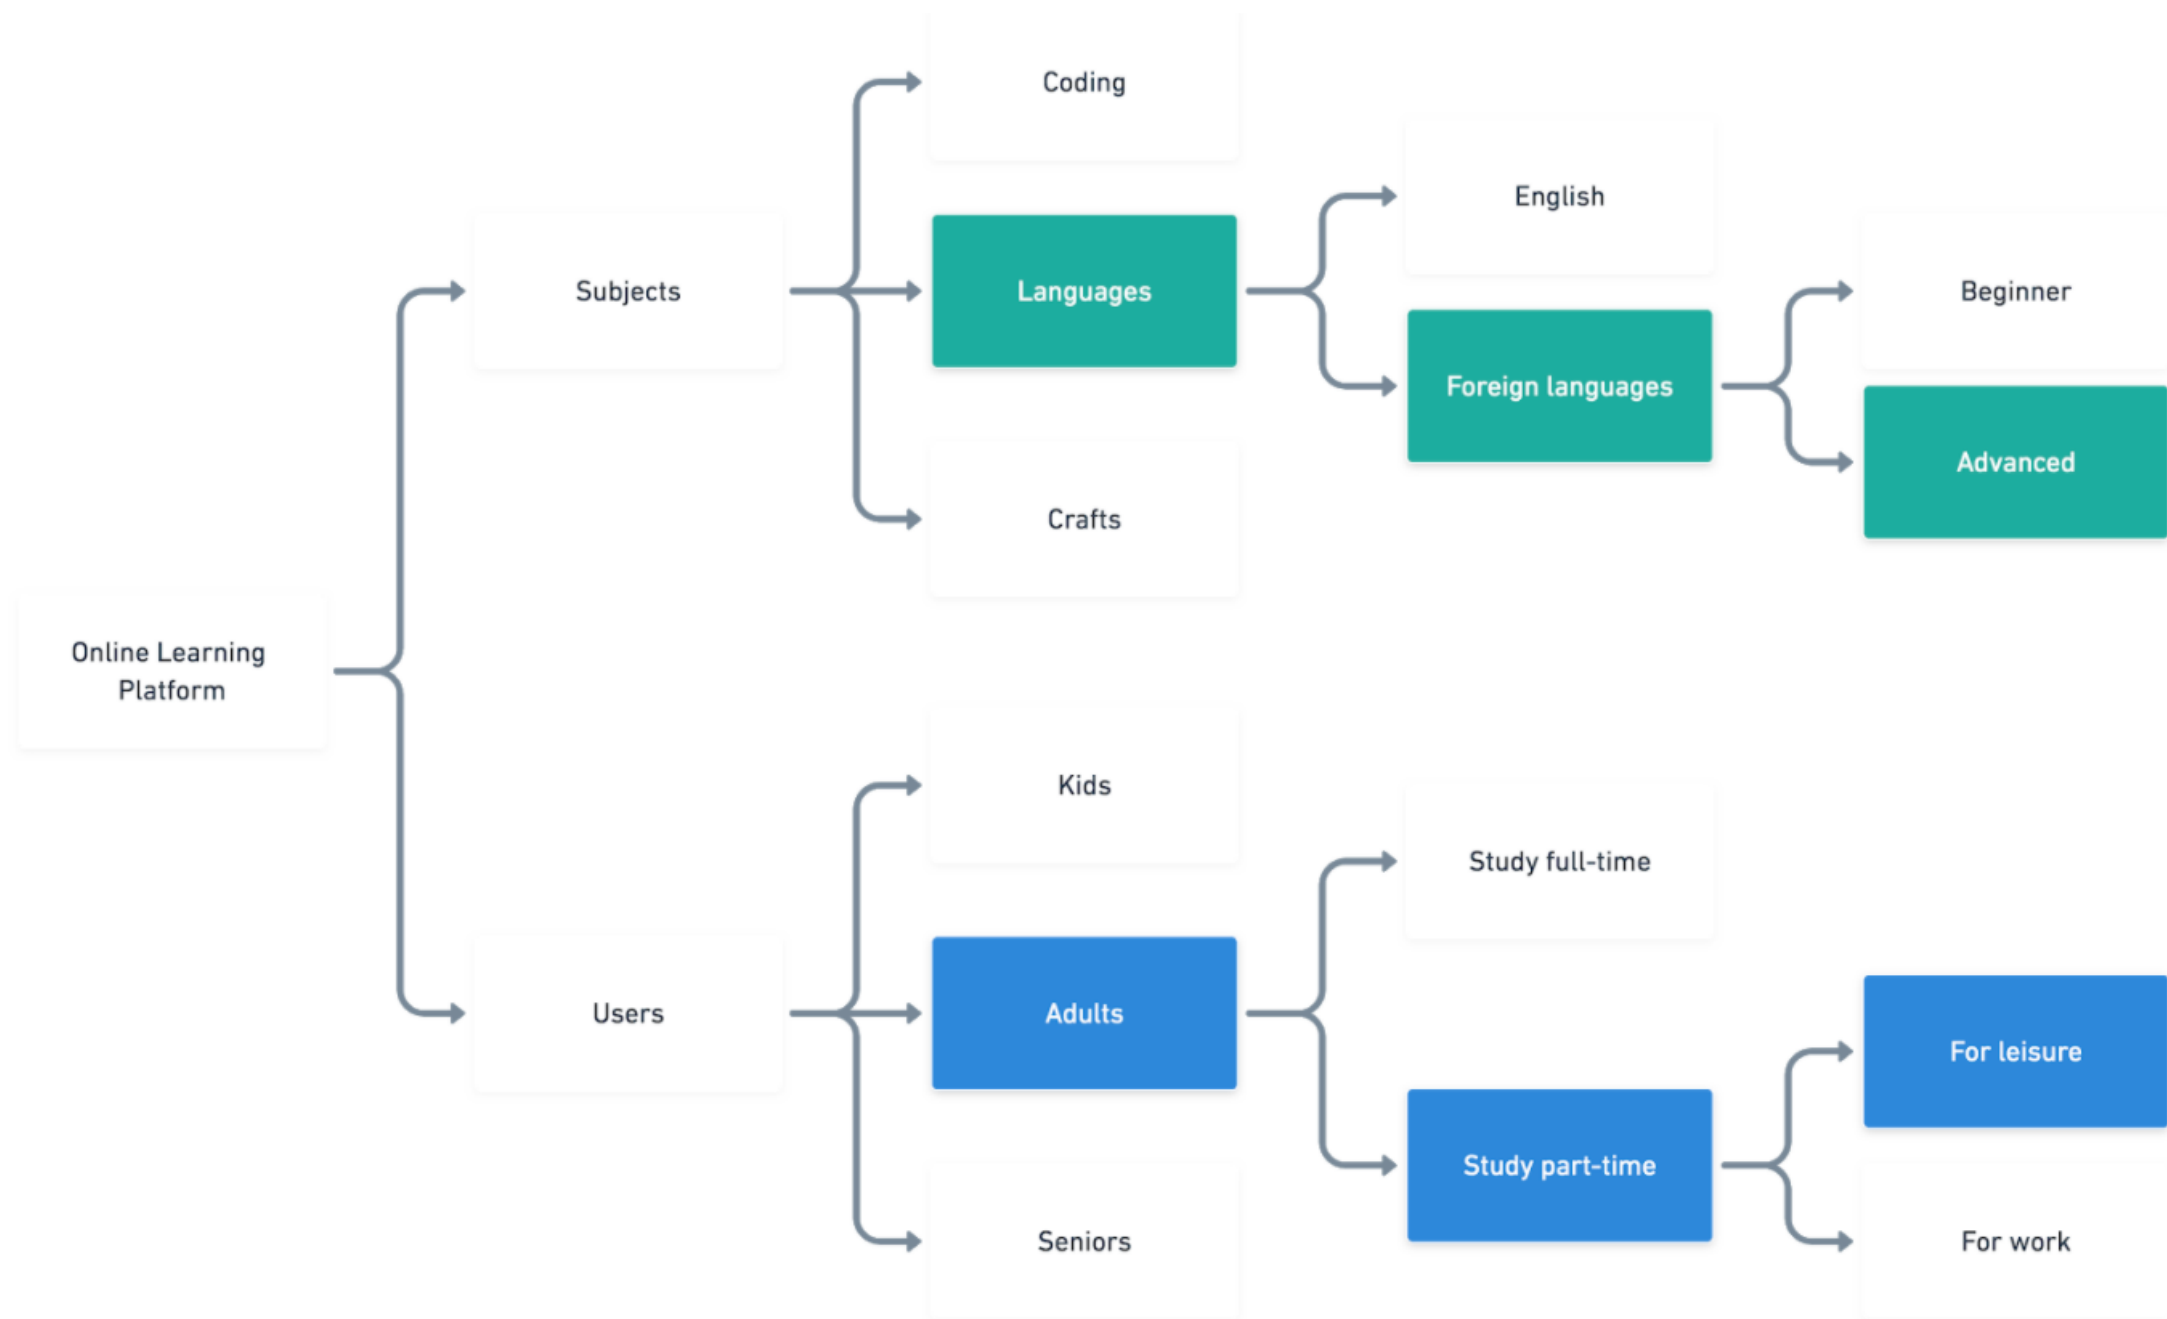 Coding
English
Subjects
Languages
Beginner
Foreign languages
Advanced
Crafts
Online Learning
Platform
Kids
Study full-time
Users
Adults
For leisure
Study part-time
Seniors
For work